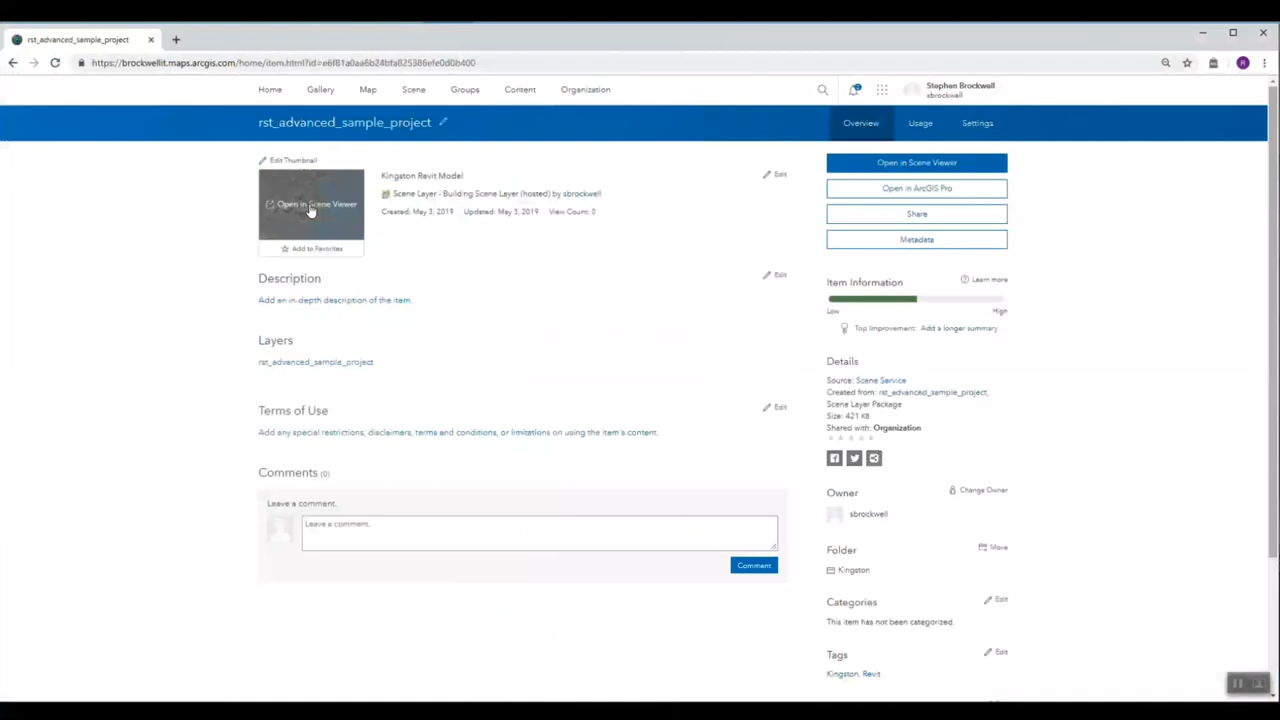 rst_advanced_sample_project
https://brockwellit.maps.arcgis.com/home/item.html?id=e6f81a0aa6b24bfa825386efe0d0b400
R
Home Gallery Map Scene Groups Content Organization
2
Stephen Brockwell
sbrockwell
rst_advanced_sample_project
Overview Usage Settings
Edit Thumbnail
Open in Scene Viewer
Add to Favorites
Kingston Revit Model
Edit
Scene Layer - Building Scene Layer (hosted) by sbrockwell
Created: May 3, 2019 Updated: May 3, 2019 View Count: 0
Description
Edit
Add an in-depth description of the item.
Layers
rst_advanced_sample_project
Terms of Use
Edit
Add any special restrictions, disclaimers, terms and conditions, or limitations on using the item's content.
Comments (0)
Leave a comment.
Leave a comment.
Comment
Open in Scene Viewer
Open in ArcGIS Pro
Share
Metadata
Item Information
Learn more
Low High
Top Improvement: Add a longer summary
Details
Source: Scene Service
Created from: rst_advanced_sample_project,
Scene Layer Package
Size: 421 KB
Shared with: Organization
Owner
Change Owner
sbrockwell
Folder
Move
Kingston
Categories
Edit
This item has not been categorized.
Tags
Edit
Kingston, Revit